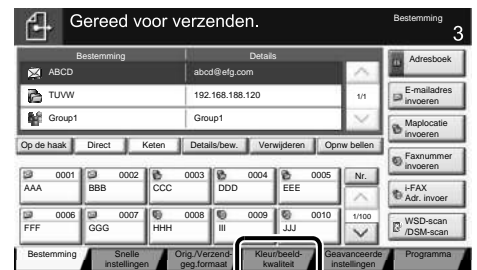 Gereed voor verzenden.
Bestemming
3
Bestemming Details
ABCD abcd@efg.com
TUVW 192.168.188.120
Group1 Group1
1/1
Op de haak Direct Keten Details/bew. Verwijderen Opnw bellen
0001 0002 0003 0004 0005
AAA BBB CCC DDD EEE
0006 0007 0008 0009 0010
FFF GGG HHH III JJJ
Nr.
1/100
Adresboek
E-mailadres
invoeren
Maplocatie
invoeren
Faxnummer
invoeren
i-FAX
Adr. invoer
WSD-scan
/DSM-scan
Bestemming
Snelle
instellingen
Orig./Verzend-
geg.formaat
Kleur/beeld-
kwaliteit
Geavanceerde
instellingen
Programma